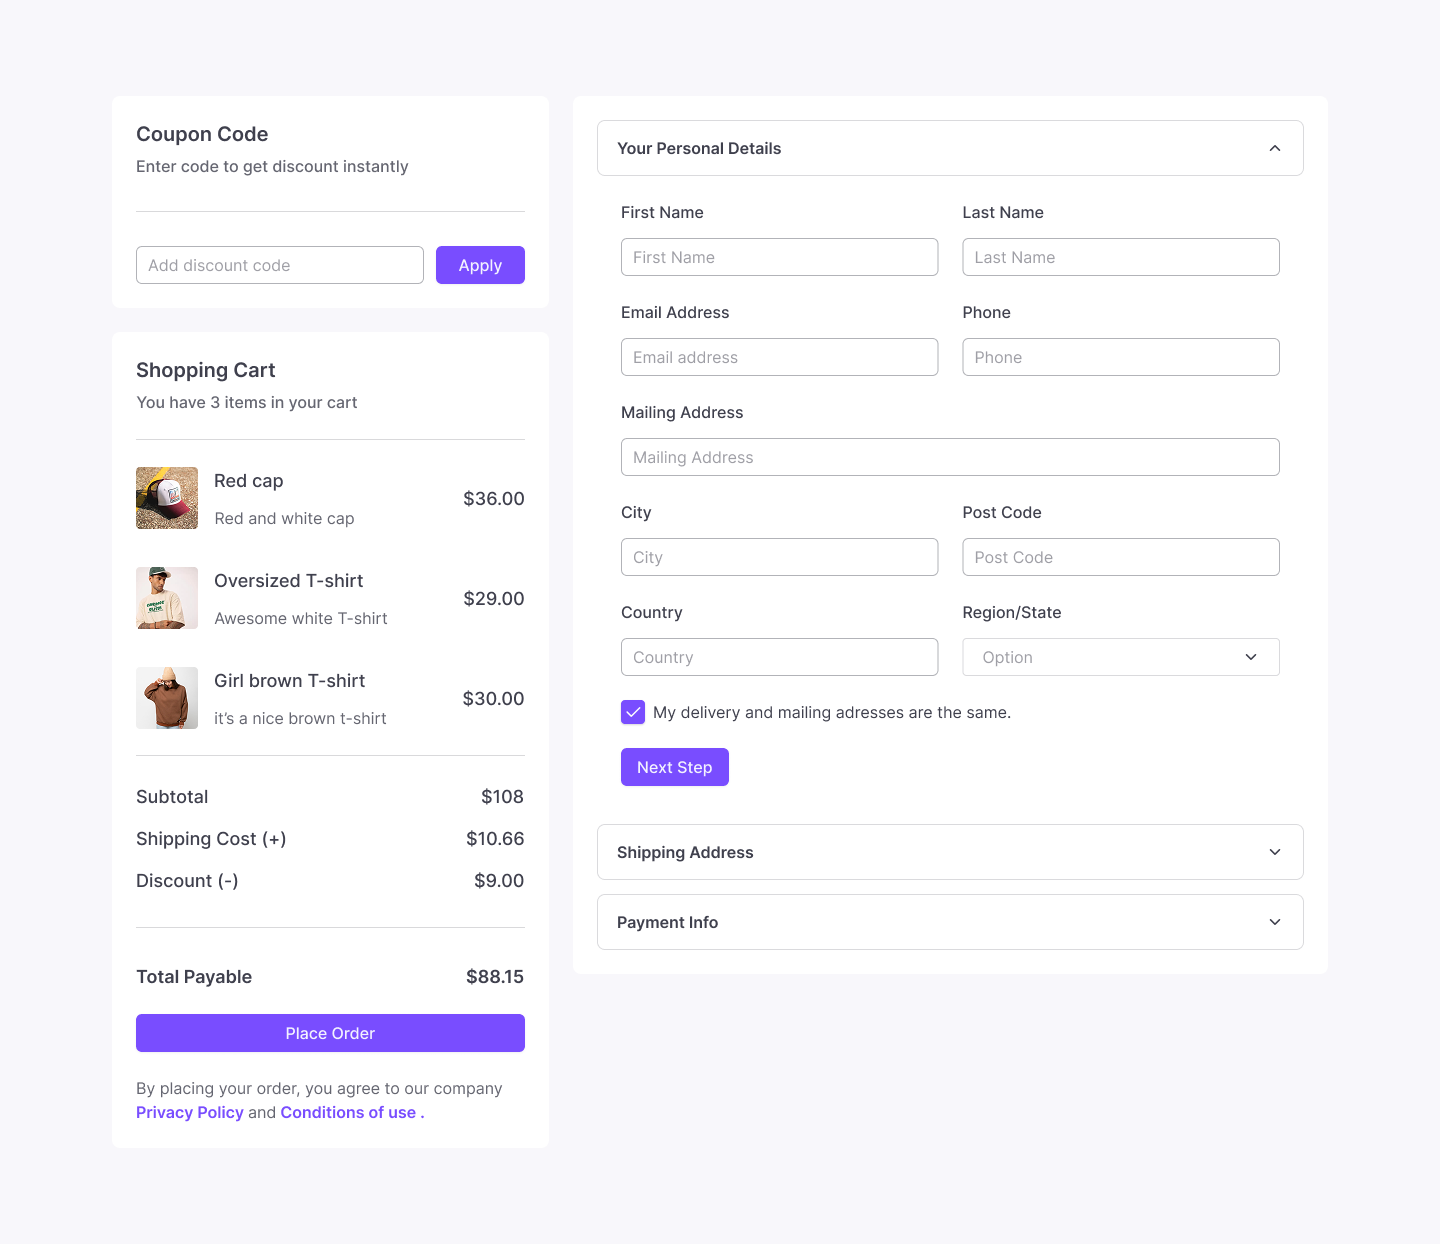 Coupon Code
Enter code to get discount instantly
Add discount code
Apply
Shopping Cart
You have 3 items in your cart
Red cap
Red and white cap
$36.00
Oversized T-shirt
Awesome white T-shirt
$29.00
Girl brown T-shirt
it’s a nice brown t-shirt
$30.00
Subtotal
$108
Shipping Cost (+)
$10.66
Discount (-)
$9.00
Total Payable
$88.15
Place Order
By placing your order, you agree to our company
Privacy Policy and Conditions of use .
Your Personal Details
First Name
Last Name
First Name
Last Name
Email Address
Phone
Email address
Phone
Mailing Address
Mailing Address
City
Post Code
City
Post Code
Country
Region/State
Country
Option
My delivery and mailing adresses are the same.
Next Step
Shipping Address
Payment Info